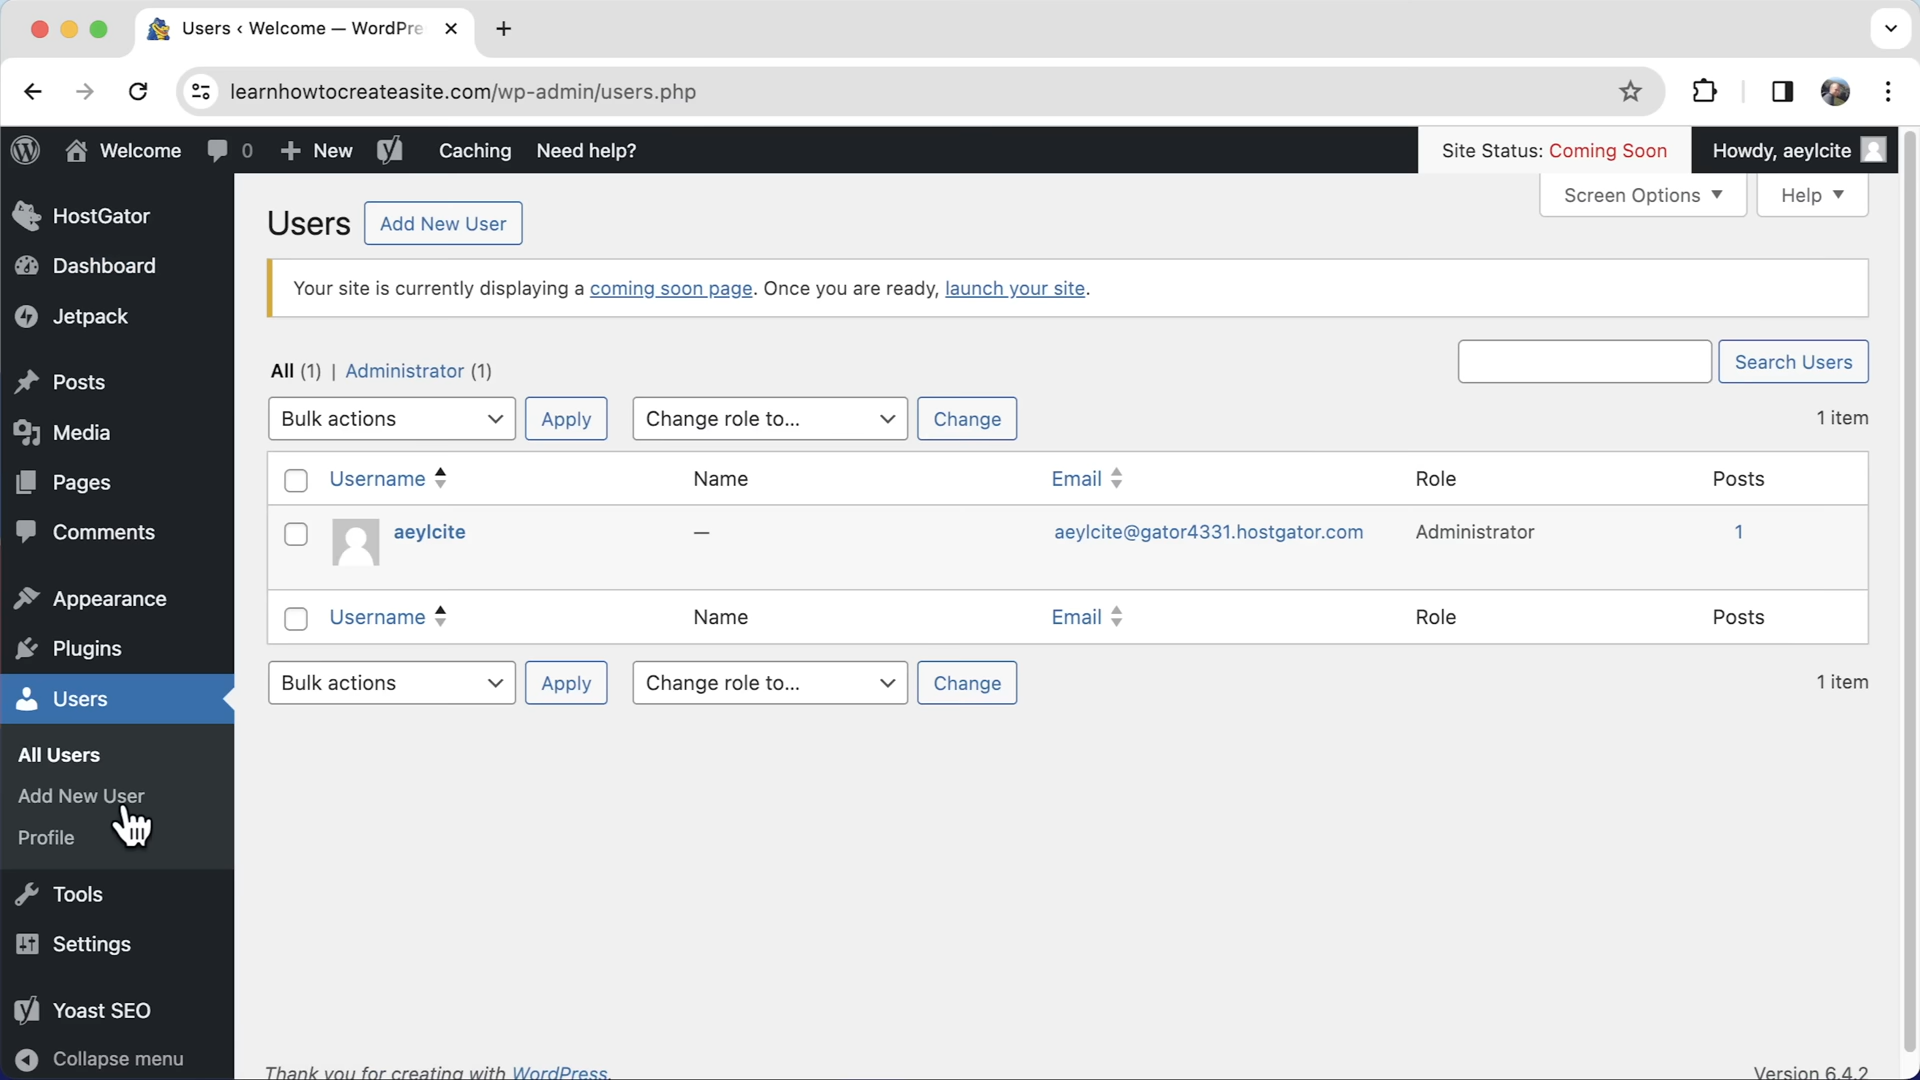 Users ‹ Welcome — WordPre
learnhowtocreateasite.com/wp-admin/users.php
Welcome 0 New Caching Need help? Site Status: Coming Soon Howdy, aeylcite
Screen Options Help
HostGator
Dashboard
Jetpack
Posts
Media
Pages
Comments
Appearance
Plugins
Users
All Users
Add New User
Profile
Tools
Settings
Yoast SEO
Collapse menu
Users Add New User
Your site is currently displaying a coming soon page. Once you are ready, launch your site.
All (1) | Administrator (1)
Search Users
Bulk actions Apply Change role to... Change 1 item
Username Name Email Role Posts
aeylcite — aeylcite@gator4331.hostgator.com Administrator 1
Username Name Email Role Posts
Bulk actions Apply Change role to... Change 1 item
Thank you for creating with WordPress. Version 6.4.2